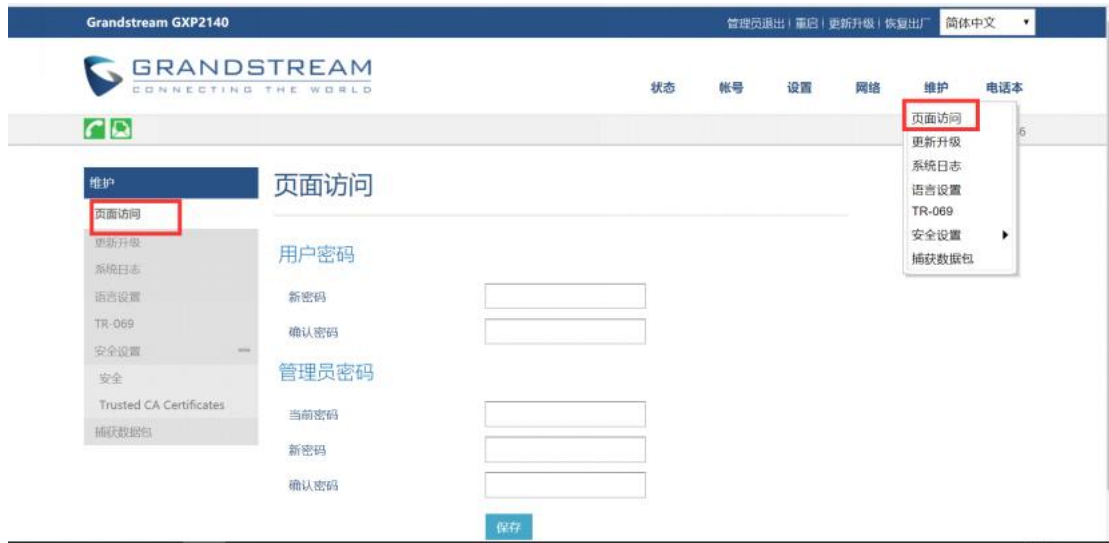 Grandstream GXP2140
管理员退出 | 重启 | 更新升级 | 恢复出厂 简体中文
GRANDSTREAM
CONNECTING THE WORLD
状态 帐号 设置 网络 维护 电话本
页面访问
更新升级
系统日志
语言设置
TR-069
安全设置
捕获数据包
6
维护
页面访问
更新升级
系统日志
语言设置
TR-069
安全设置
安全
Trusted CA Certificates
捕获数据包
页面访问
用户密码
新密码
确认密码
管理员密码
当前密码
新密码
确认密码
保存